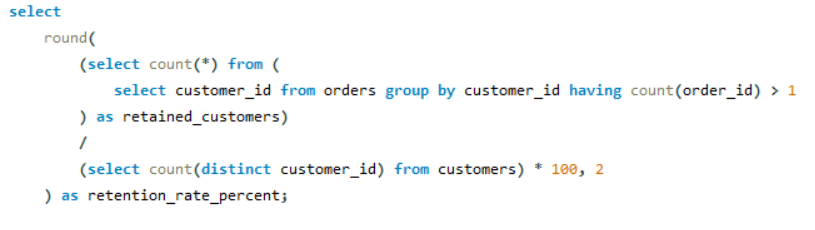 select
round(
(select count(*) from (
select customer_id from orders group by customer_id having count(order_id) > 1
) as retained_customers)
/
(select count(distinct customer_id) from customers) * 100, 2
) as retention_rate_percent;